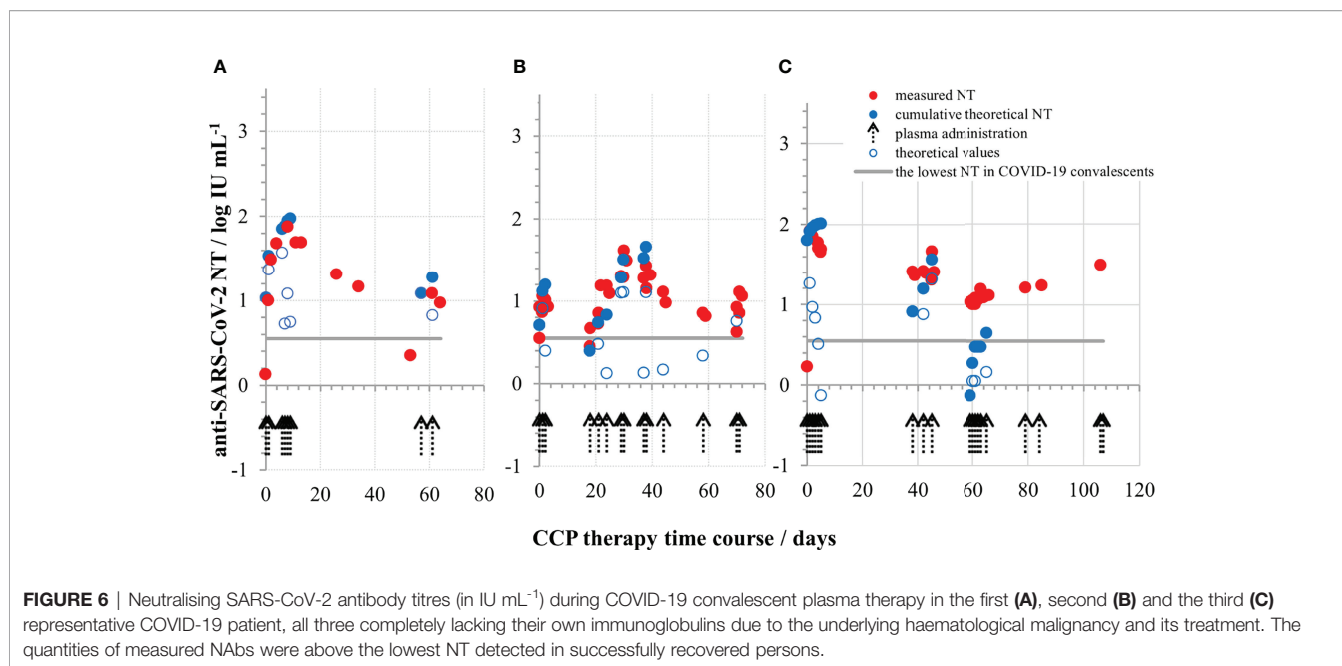 A
B
C
measured NT
cumulative theoretical NT
plasma administration
theoretical values
the lowest NT in COVID-19 convalescents
anti-SARS-CoV-2 NT / log IU mL-1
3
2
1
0
-1
0 20 40 60 80
3
2
1
0
-1
0 20 40 60 80
3
2
1
0
-1
0 20 40 60 80 100 120
CCP therapy time course / days
FIGURE 6 | Neutralising SARS-CoV-2 antibody titres (in IU mL-1) during COVID-19 convalescent plasma therapy in the first (A), second (B) and the third (C)
representative COVID-19 patient, all three completely lacking their own immunoglobulins due to the underlying haematological malignancy and its treatment. The
quantities of measured NAbs were above the lowest NT detected in successfully recovered persons.